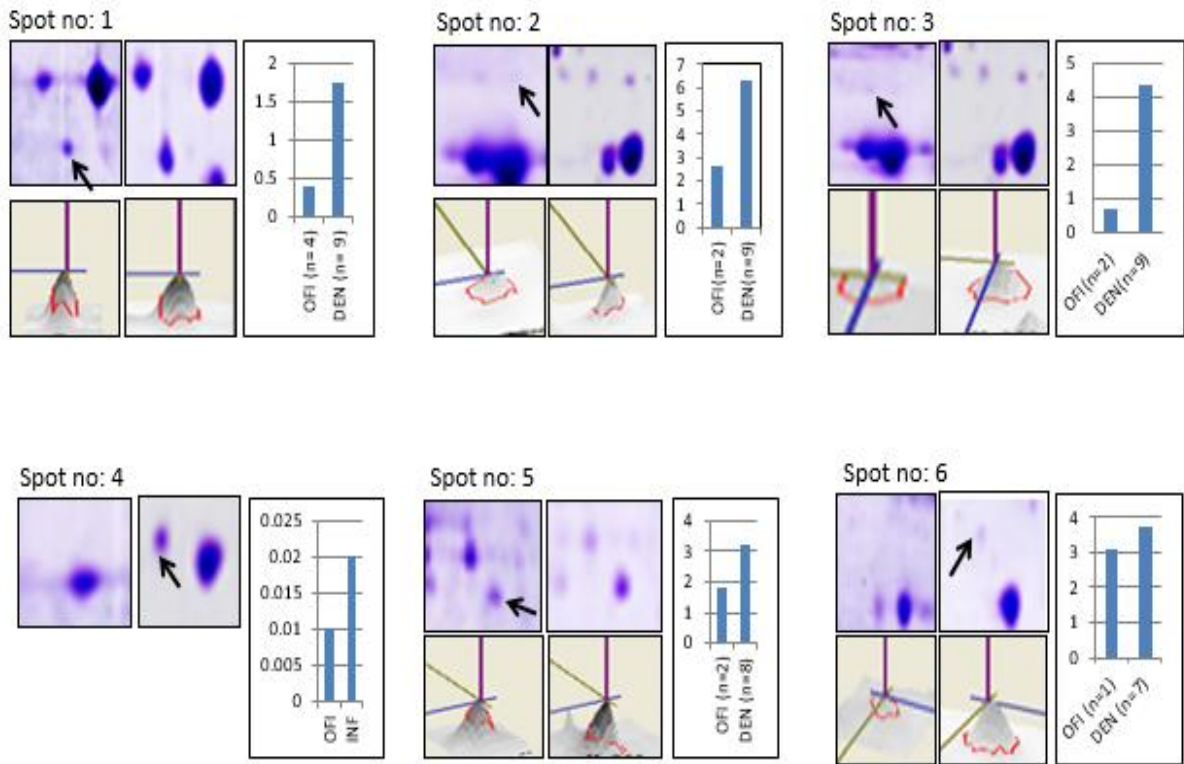 Spot no: 1
2
1.5
1
0.5
0
OFI (n=4)
DEN (n= 9)
Spot no: 2
7
6
5
4
3
2
1
0
OFI (n=2)
DEN (n=9)
Spot no: 3
5
4
3
2
1
0
OFI (n=2)
DEN (n=9)
Spot no: 4
0.025
0.02
0.015
0.01
0.005
0
OFI
INF
Spot no: 5
4
3
2
1
0
OFI (n=2)
DEN (n=8)
Spot no: 6
4
3
2
1
0
OFI (n=1)
DEN (n=7)